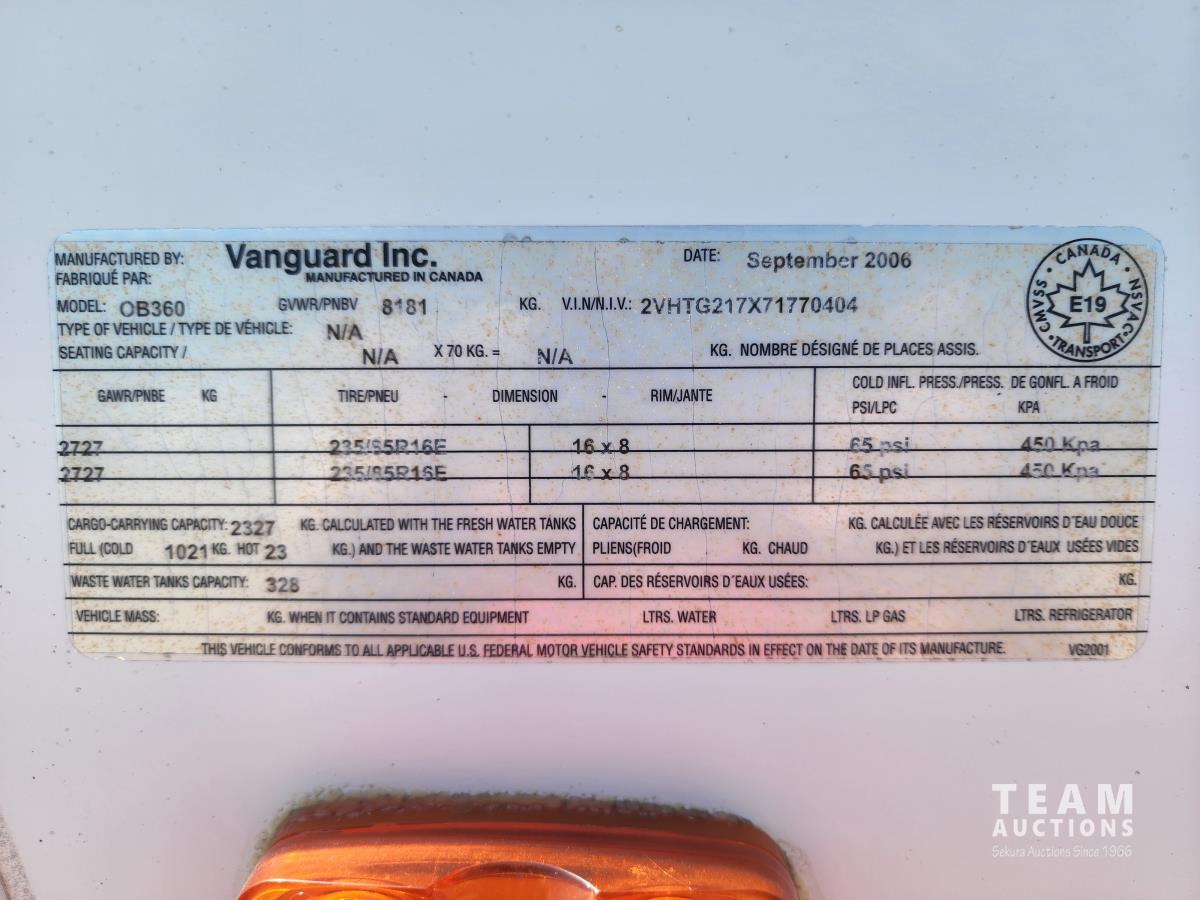 MANUFACTURED BY: Vanguard Inc. DATE: September 2006
FABRIQUÉ PAR: MANUFACTURED IN CANADA
MODEL: OB360 GVWR/PNBV 8181 KG. V.I.N/N.I.V.: 2VHTG217X71770404
TYPE OF VEHICLE / TYPE DE VÉHICLE: N/A
SEATING CAPACITY / N/A X 70 KG. = N/A KG. NOMBRE DÉSIGNÉ DE PLACES ASSIS.
CANADA
CMVSS E19 NSVAC
TRANSPORT
GAWR/PNBE KG TIRE/PNEU - DIMENSION - RIM/JANTE COLD INFL. PRESS./PRESS. DE GONFL. A FROID
PSI/LPC KPA
2727 235/85R16E 16 x 8 65 psi 450 Kpa
2727 235/85R16E 16 x 8 65 psi 450 Kpa
CARGO-CARRYING CAPACITY: 2327 KG. CALCULATED WITH THE FRESH WATER TANKS
FULL (COLD 1021 KG. HOT 23 KG.) AND THE WASTE WATER TANKS EMPTY
CAPACITÉ DE CHARGEMENT: KG. CALCULÉE AVEC LES RÉSERVOIRS D'EAU DOUCE
PLIENS(FROID KG. CHAUD KG.) ET LES RÉSERVOIRS D'EAUX USÉES VIDES
WASTE WATER TANKS CAPACITY: 328 KG. CAP. DES RÉSERVOIRS D'EAUX USÉES: KG.
VEHICLE MASS: KG. WHEN IT CONTAINS STANDARD EQUIPMENT LTRS. WATER LTRS. LP GAS LTRS. REFRIGERATOR
THIS VEHICLE CONFORMS TO ALL APPLICABLE U.S. FEDERAL MOTOR VEHICLE SAFETY STANDARDS IN EFFECT ON THE DATE OF ITS MANUFACTURE. VG2001
TEAM
AUCTIONS
Sekura Auctions Since 1966